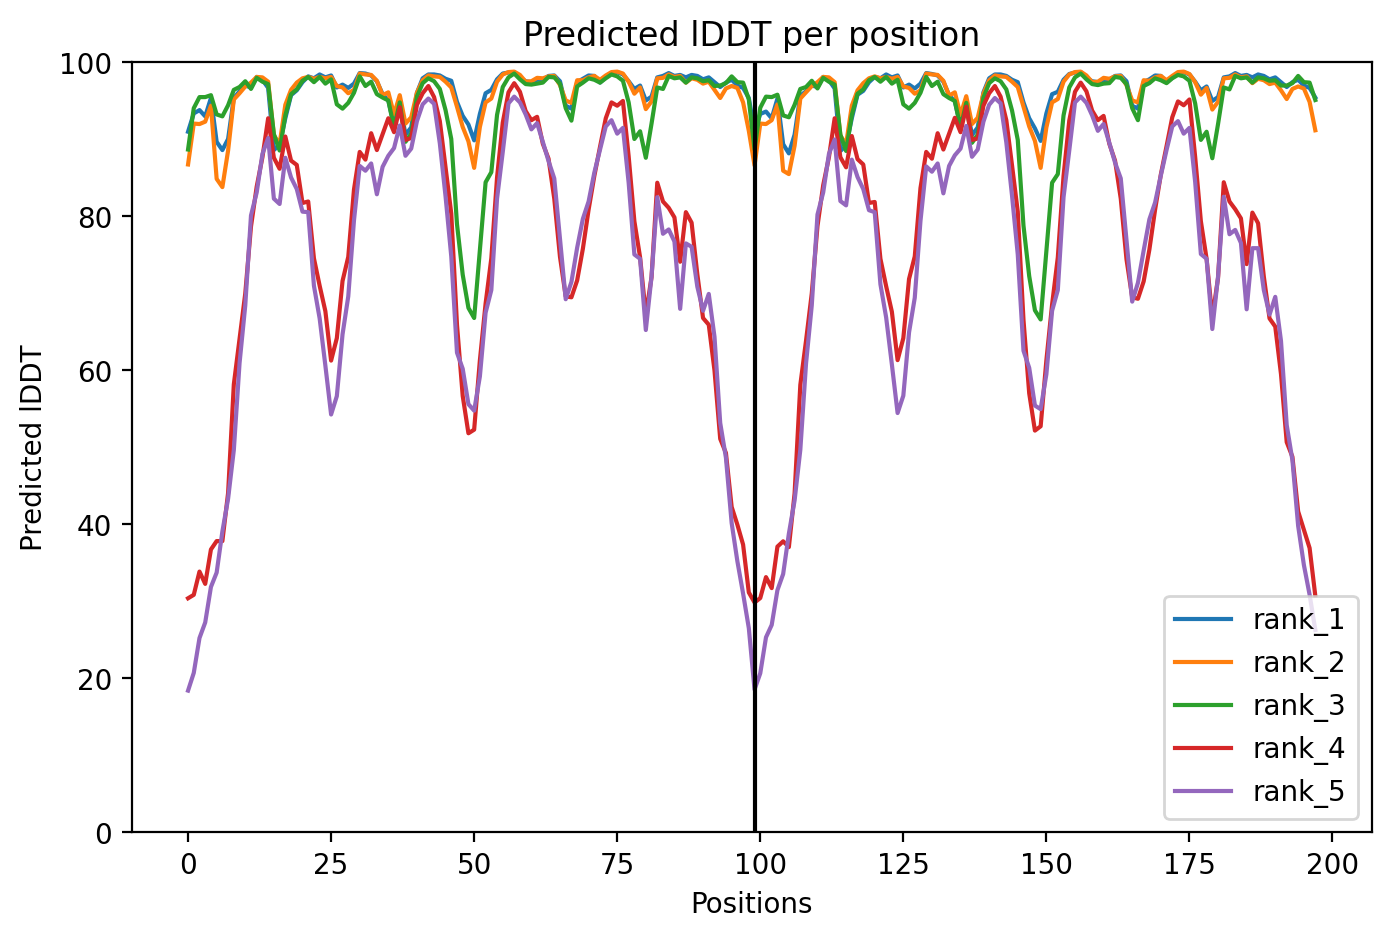 Predicted lDDT per position
Predicted lDDT
100
80
60
40
20
0
0 25 50 75 100 125 150 175 200
Positions
rank_1
rank_2
rank_3
rank_4
rank_5